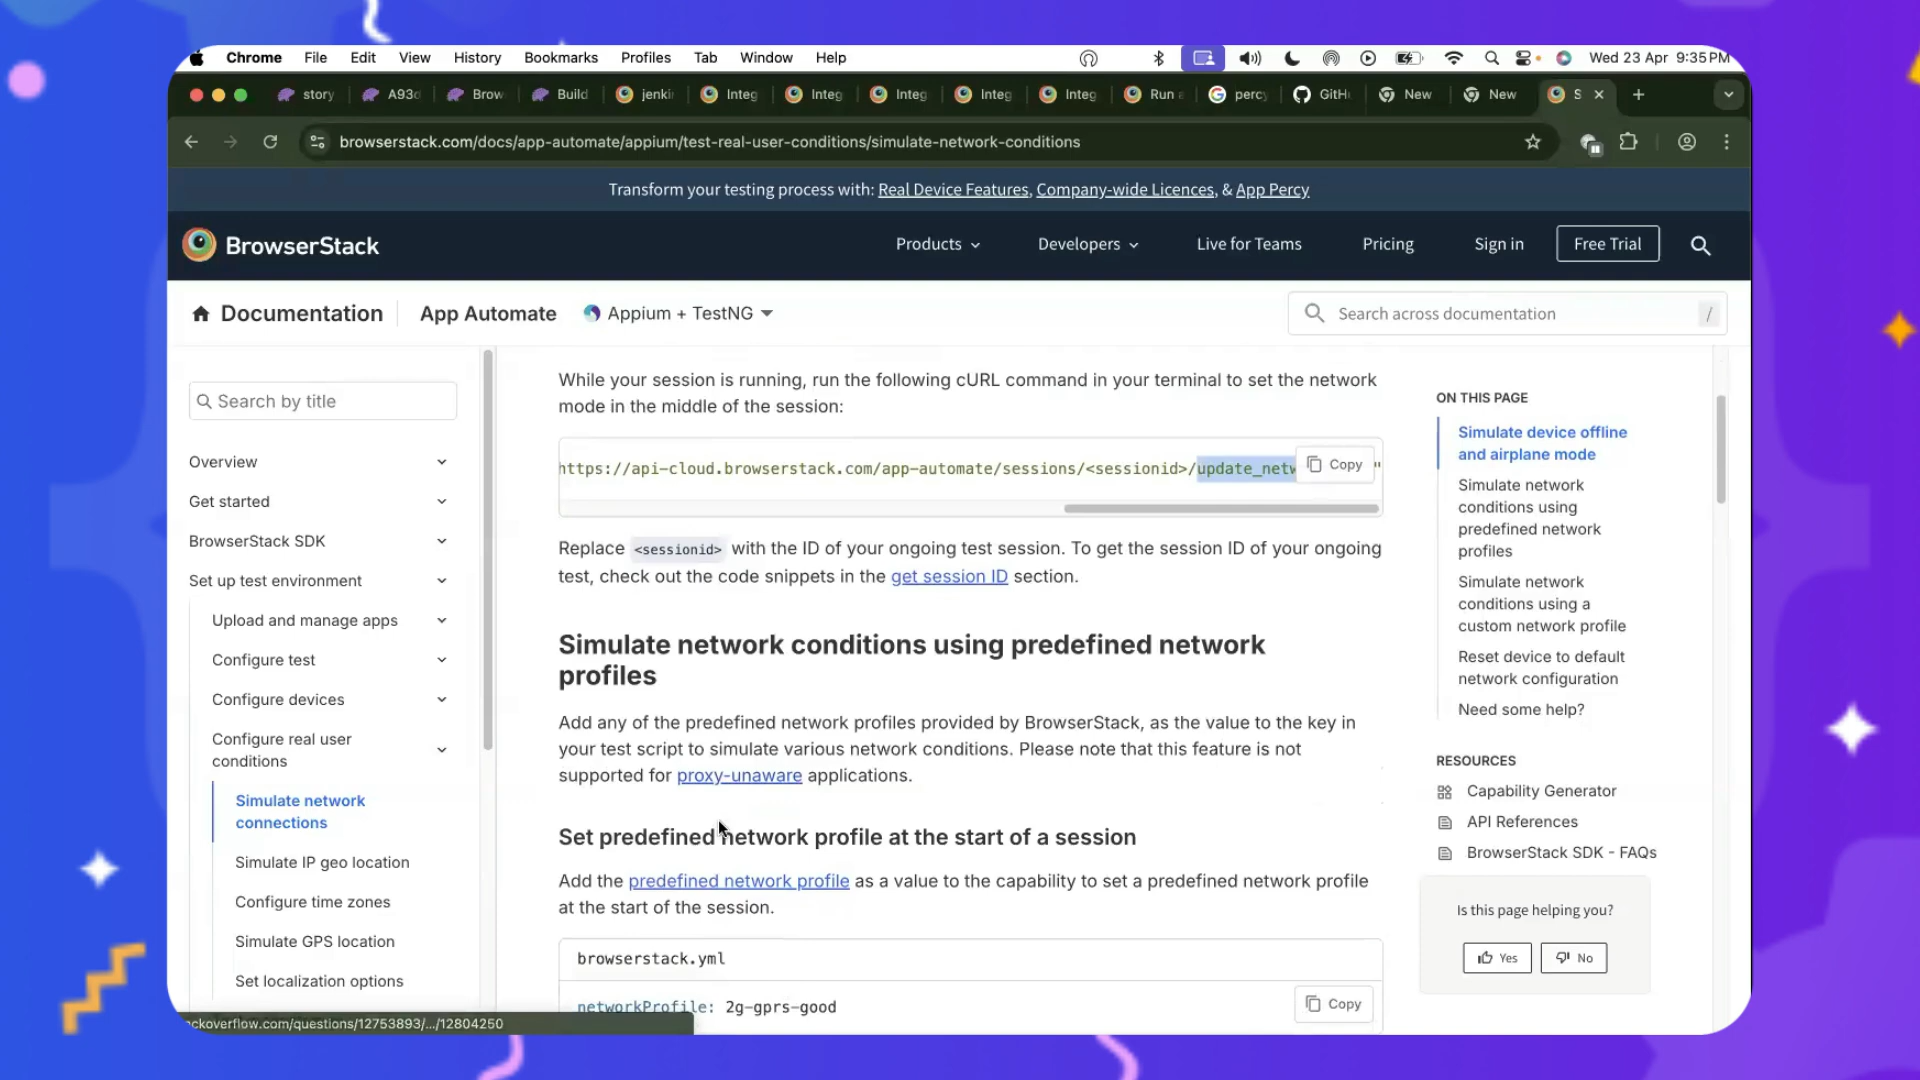 Chrome File Edit View History Bookmarks Profiles Tab Window Help Wed 23 Apr 9:35 PM
story A93 Brow Build jenki Integ Integ Integ Integ Integ Run percy GitH New New S
browserstack.com/docs/app-automate/appium/test-real-user-conditions/simulate-network-conditions
Transform your testing process with: Real Device Features, Company-wide Licences, & App Percy
BrowserStack Products Developers Live for Teams Pricing Sign in Free Trial
Documentation App Automate Appium + TestNG Search across documentation /
Search by title
Overview
Get started
BrowserStack SDK
Set up test environment
Upload and manage apps
Configure test
Configure devices
Configure real user
conditions
Simulate network
connections
Simulate IP geo location
Configure time zones
Simulate GPS location
Set localization options
ckoverflow.com/questions/12753893/.../12804250
While your session is running, run the following cURL command in your terminal to set the network
mode in the middle of the session:
https://api-cloud.browserstack.com/app-automate/sessions/<sessionid>/update_netw Copy "
Replace <sessionid> with the ID of your ongoing test session. To get the session ID of your ongoing
test, check out the code snippets in the get session ID section.
Simulate network conditions using predefined network
profiles
Add any of the predefined network profiles provided by BrowserStack, as the value to the key in
your test script to simulate various network conditions. Please note that this feature is not
supported for proxy-unaware applications.
Set predefined network profile at the start of a session
Add the predefined network profile as a value to the capability to set a predefined network profile
at the start of the session.
browserstack.yml
networkProfile: 2g-gprs-good Copy
ON THIS PAGE
Simulate device offline
and airplane mode
Simulate network
conditions using
predefined network
profiles
Simulate network
conditions using a
custom network profile
Reset device to default
network configuration
Need some help?
RESOURCES
Capability Generator
API References
BrowserStack SDK - FAQs
Is this page helping you?
Yes No